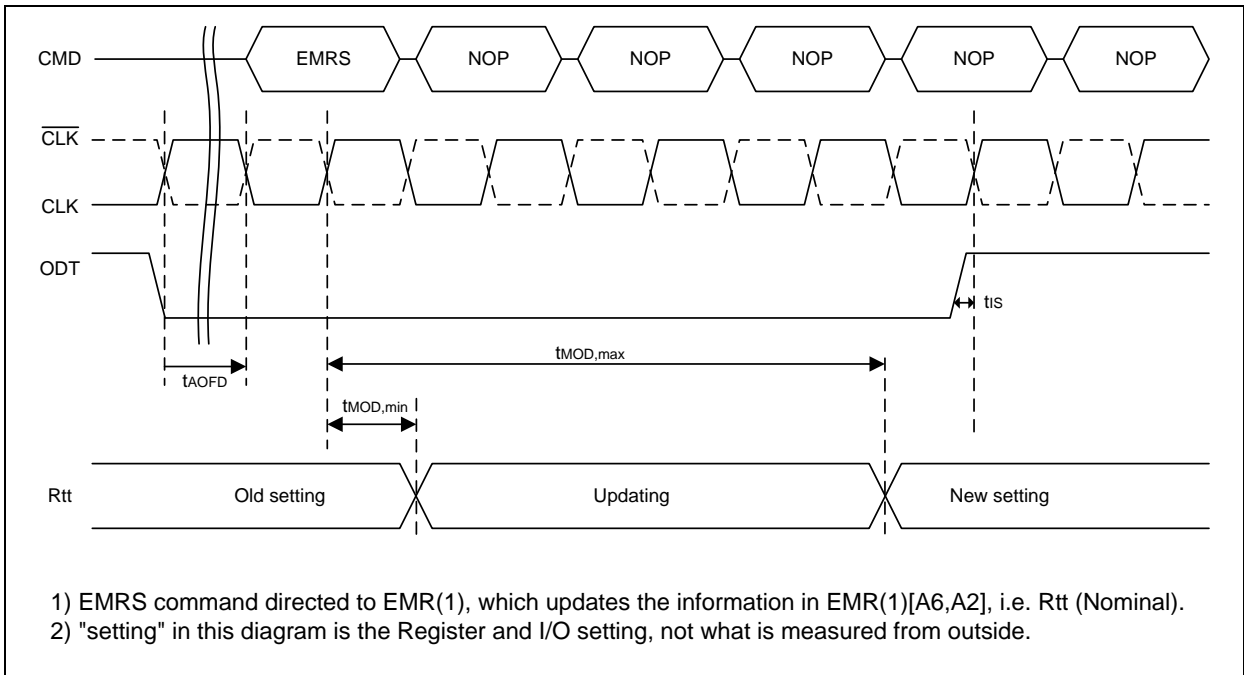 CMD EMRS NOP NOP NOP NOP NOP
CLK
CLK
ODT
tIS
tMOD,max
tAOFD
tMOD,min
Rtt Old setting Updating New setting
1) EMRS command directed to EMR(1), which updates the information in EMR(1)[A6,A2], i.e. Rtt (Nominal).
2) "setting" in this diagram is the Register and I/O setting, not what is measured from outside.